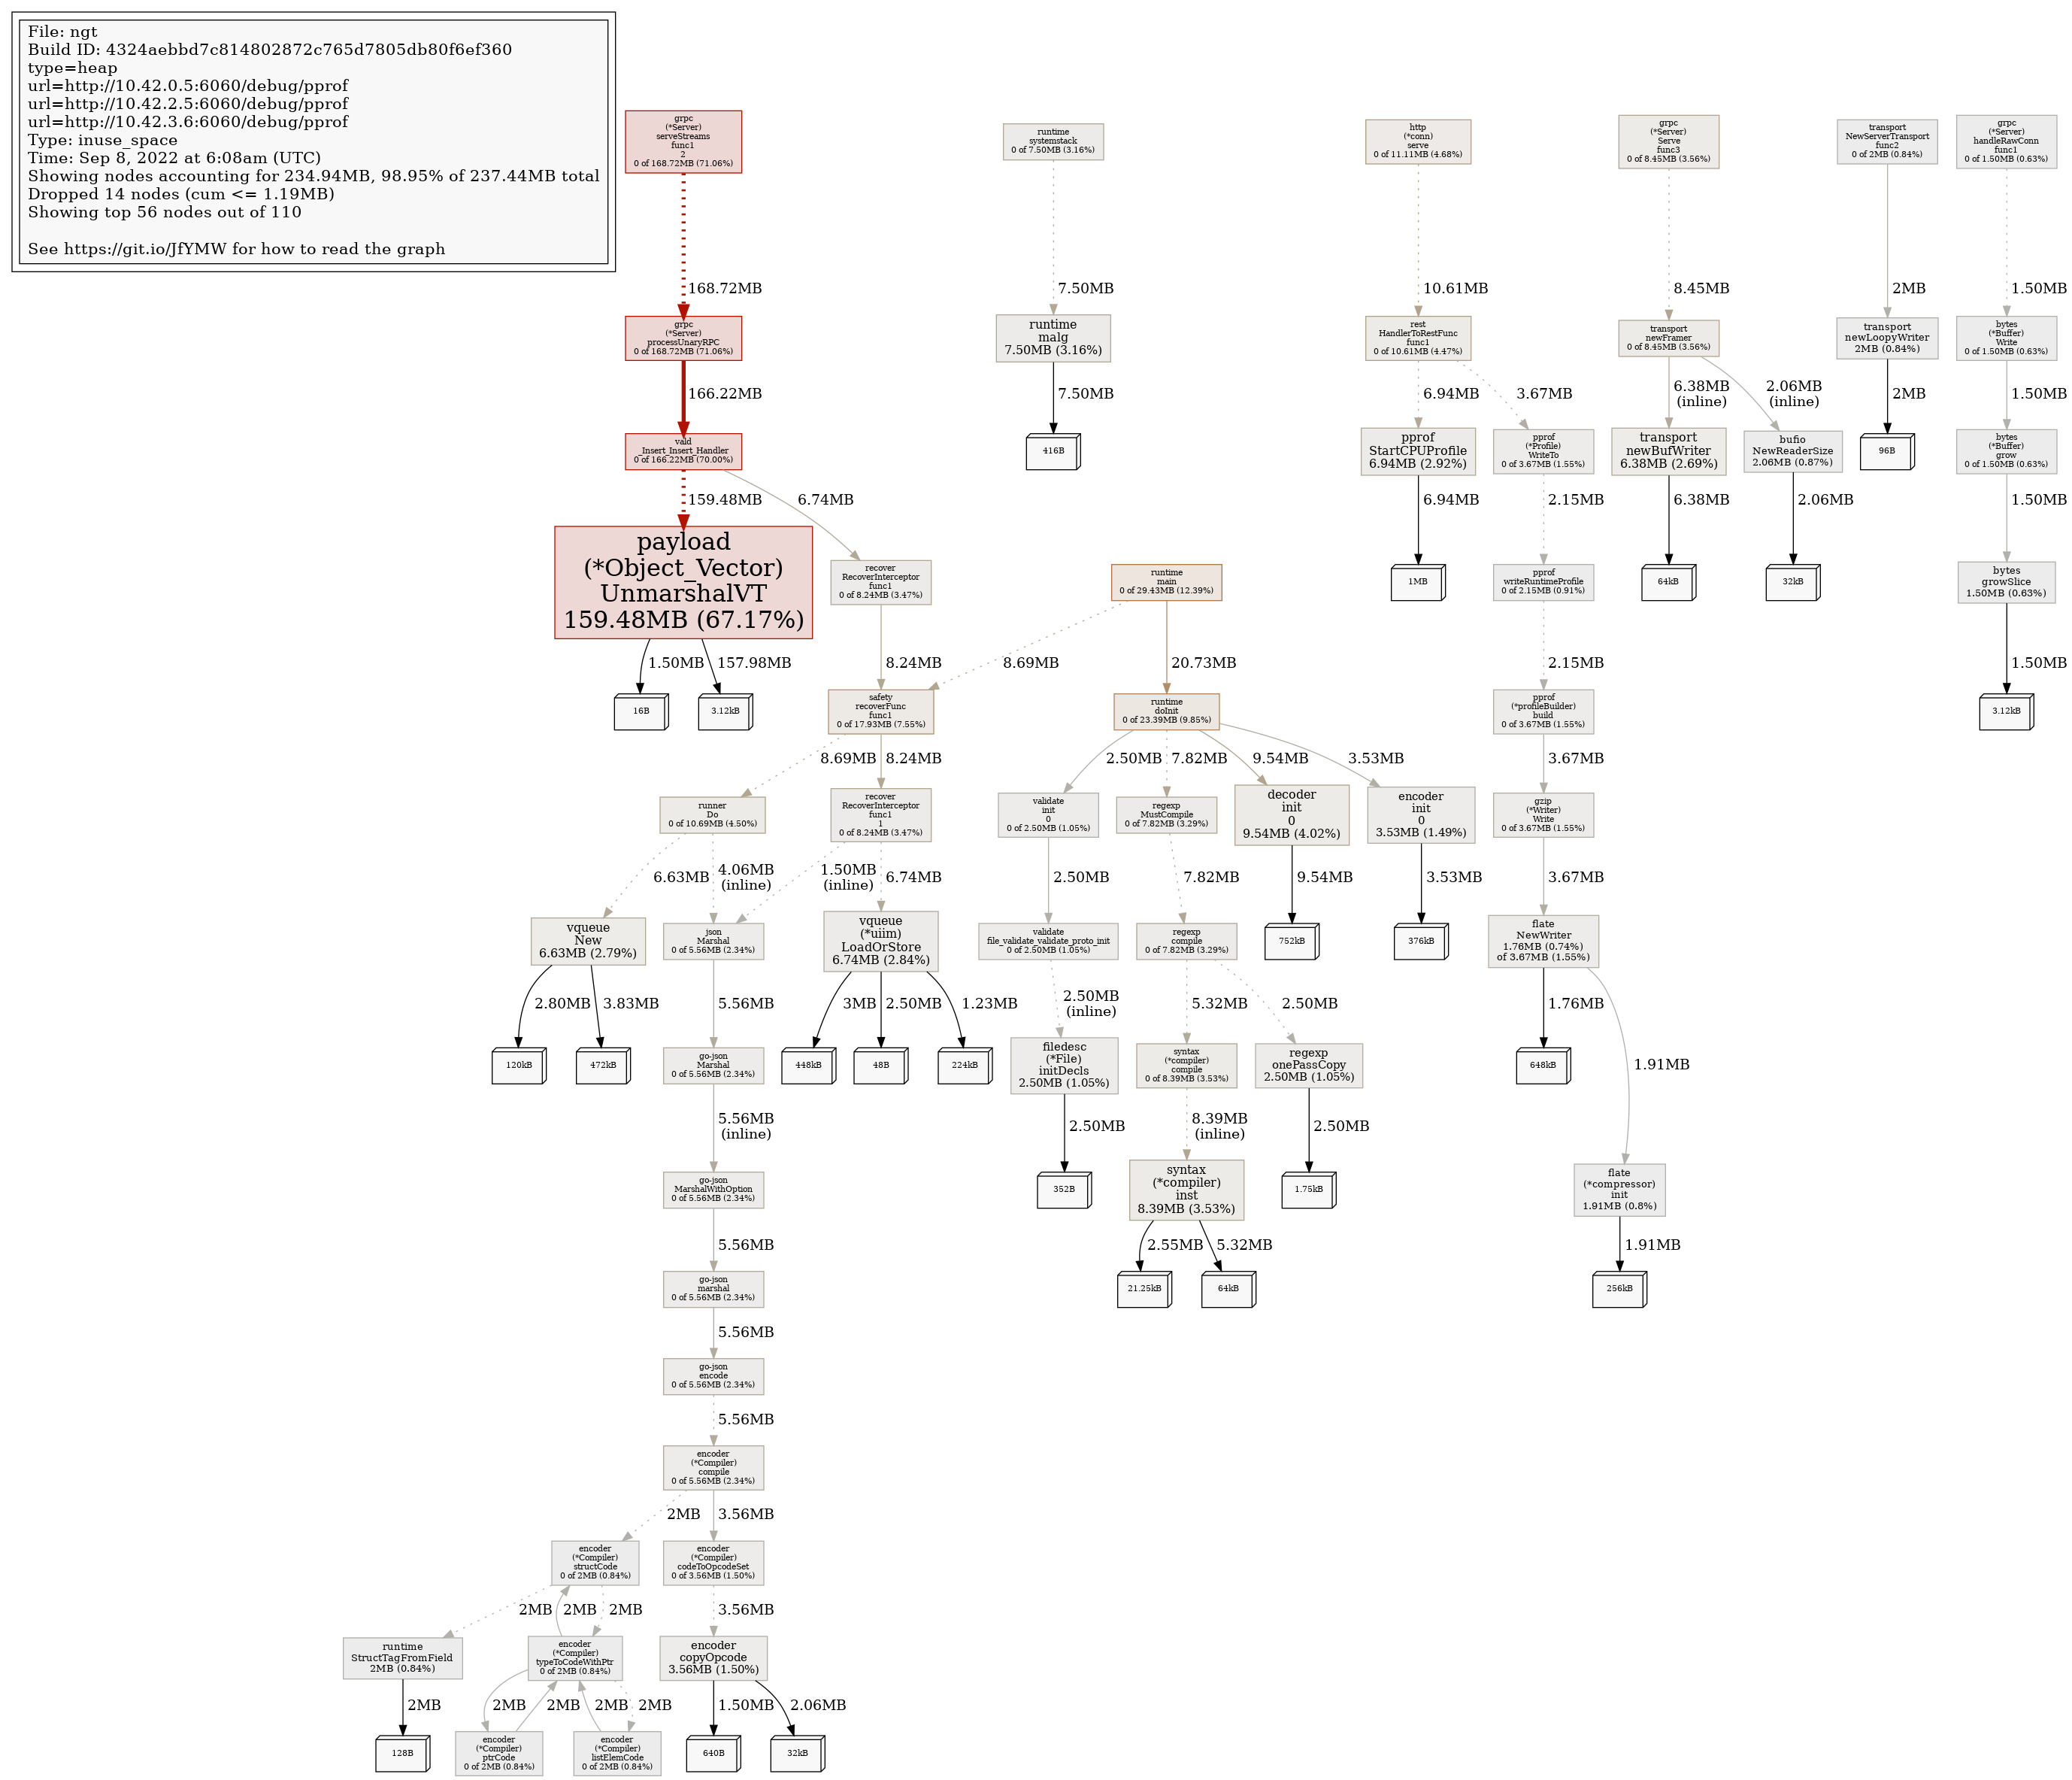 File: ngt
Build ID: 4324aebbd7c814802872c765d7805db80f6ef360
type=heap
url=http://10.42.0.5:6060/debug/pprof
url=http://10.42.2.5:6060/debug/pprof
url=http://10.42.3.6:6060/debug/pprof
Type: inuse_space
Time: Sep 8, 2022 at 6:08am (UTC)
Showing nodes accounting for 234.94MB, 98.95% of 237.44MB total
Dropped 14 nodes (cum <= 1.19MB)
Showing top 56 nodes out of 110
See https://git.io/JfYMW for how to read the graph
grpc
(*Server)
serveStreams
func1
2
0 of 168.72MB (71.06%)
runtime
systemstack
0 of 7.50MB (3.16%)
http
(*conn)
serve
0 of 11.11MB (4.68%)
grpc
(*Server)
Serve
func3
0 of 8.45MB (3.56%)
transport
NewServerTransport
func2
0 of 2MB (0.84%)
grpc
(*Server)
handleRawConn
func1
0 of 1.50MB (0.63%)
168.72MB
7.50MB
10.61MB
8.45MB
2MB
1.50MB
grpc
(*Server)
processUnaryRPC
0 of 168.72MB (71.06%)
runtime
malg
7.50MB (3.16%)
rest
HandlerToRestFunc
func1
0 of 10.61MB (4.47%)
transport
newFramer
0 of 8.45MB (3.56%)
transport
newLoopyWriter
2MB (0.84%)
bytes
(*Buffer)
Write
0 of 1.50MB (0.63%)
166.22MB
7.50MB
6.94MB
3.67MB
6.38MB
(inline)
2.06MB
(inline)
2MB
1.50MB
vald
_Insert_Insert_Handler
0 of 166.22MB (70.00%)
416B
pprof
StartCPUProfile
6.94MB (2.92%)
pprof
(*Profile)
WriteTo
0 of 3.67MB (1.55%)
transport
newBufWriter
6.38MB (2.69%)
bufio
NewReaderSize
2.06MB (0.87%)
96B
bytes
(*Buffer)
grow
0 of 1.50MB (0.63%)
159.48MB
6.74MB
6.94MB
2.15MB
6.38MB
2.06MB
1.50MB
payload
(*Object_Vector)
UnmarshalVT
159.48MB (67.17%)
recover
RecoverInterceptor
func1
0 of 8.24MB (3.47%)
runtime
main
0 of 29.43MB (12.39%)
1MB
pprof
writeRuntimeProfile
0 of 2.15MB (0.91%)
64kB
32kB
bytes
growSlice
1.50MB (0.63%)
1.50MB
157.98MB
8.24MB
8.69MB
20.73MB
2.15MB
1.50MB
16B
3.12kB
safety
recoverFunc
func1
0 of 17.93MB (7.55%)
runtime
doInit
0 of 23.39MB (9.85%)
pprof
(*profileBuilder)
build
0 of 3.67MB (1.55%)
3.12kB
8.69MB
8.24MB
2.50MB
7.82MB
9.54MB
3.53MB
3.67MB
runner
Do
0 of 10.69MB (4.50%)
recover
RecoverInterceptor
func1
1
0 of 8.24MB (3.47%)
validate
init
0
0 of 2.50MB (1.05%)
regexp
MustCompile
0 of 7.82MB (3.29%)
decoder
init
0
9.54MB (4.02%)
encoder
init
0
3.53MB (1.49%)
gzip
(*Writer)
Write
0 of 3.67MB (1.55%)
6.63MB
4.06MB
(inline)
1.50MB
(inline)
6.74MB
2.50MB
7.82MB
9.54MB
3.53MB
3.67MB
vqueue
New
6.63MB (2.79%)
json
Marshal
0 of 5.56MB (2.34%)
vqueue
(*uiim)
LoadOrStore
6.74MB (2.84%)
validate
file_validate_validate_proto_init
0 of 2.50MB (1.05%)
regexp
compile
0 of 7.82MB (3.29%)
752kB
376kB
flate
NewWriter
1.76MB (0.74%)
of 3.67MB (1.55%)
2.80MB
3.83MB
5.56MB
3MB
2.50MB
1.23MB
2.50MB
(inline)
5.32MB
2.50MB
1.76MB
1.91MB
120kB
472kB
go-json
Marshal
0 of 5.56MB (2.34%)
448kB
48B
224kB
filedesc
(*File)
initDecls
2.50MB (1.05%)
syntax
(*compiler)
compile
0 of 8.39MB (3.53%)
regexp
onePassCopy
2.50MB (1.05%)
648kB
5.56MB
(inline)
2.50MB
8.39MB
(inline)
2.50MB
go-json
MarshalWithOption
0 of 5.56MB (2.34%)
352B
syntax
(*compiler)
inst
8.39MB (3.53%)
1.75kB
flate
(*compressor)
init
1.91MB (0.8%)
5.56MB
2.55MB
5.32MB
1.91MB
go-json
marshal
0 of 5.56MB (2.34%)
21.25kB
64kB
256kB
5.56MB
go-json
encode
0 of 5.56MB (2.34%)
5.56MB
encoder
(*Compiler)
compile
0 of 5.56MB (2.34%)
2MB
3.56MB
encoder
(*Compiler)
structCode
0 of 2MB (0.84%)
encoder
(*Compiler)
codeToOpcodeSet
0 of 3.56MB (1.50%)
2MB
2MB
2MB
3.56MB
runtime
StructTagFromField
2MB (0.84%)
encoder
(*Compiler)
typeToCodeWithPtr
0 of 2MB (0.84%)
encoder
copyOpcode
3.56MB (1.50%)
2MB
2MB
2MB
2MB
2MB
1.50MB
2.06MB
128B
encoder
(*Compiler)
ptrCode
0 of 2MB (0.84%)
encoder
(*Compiler)
listElemCode
0 of 2MB (0.84%)
640B
32kB